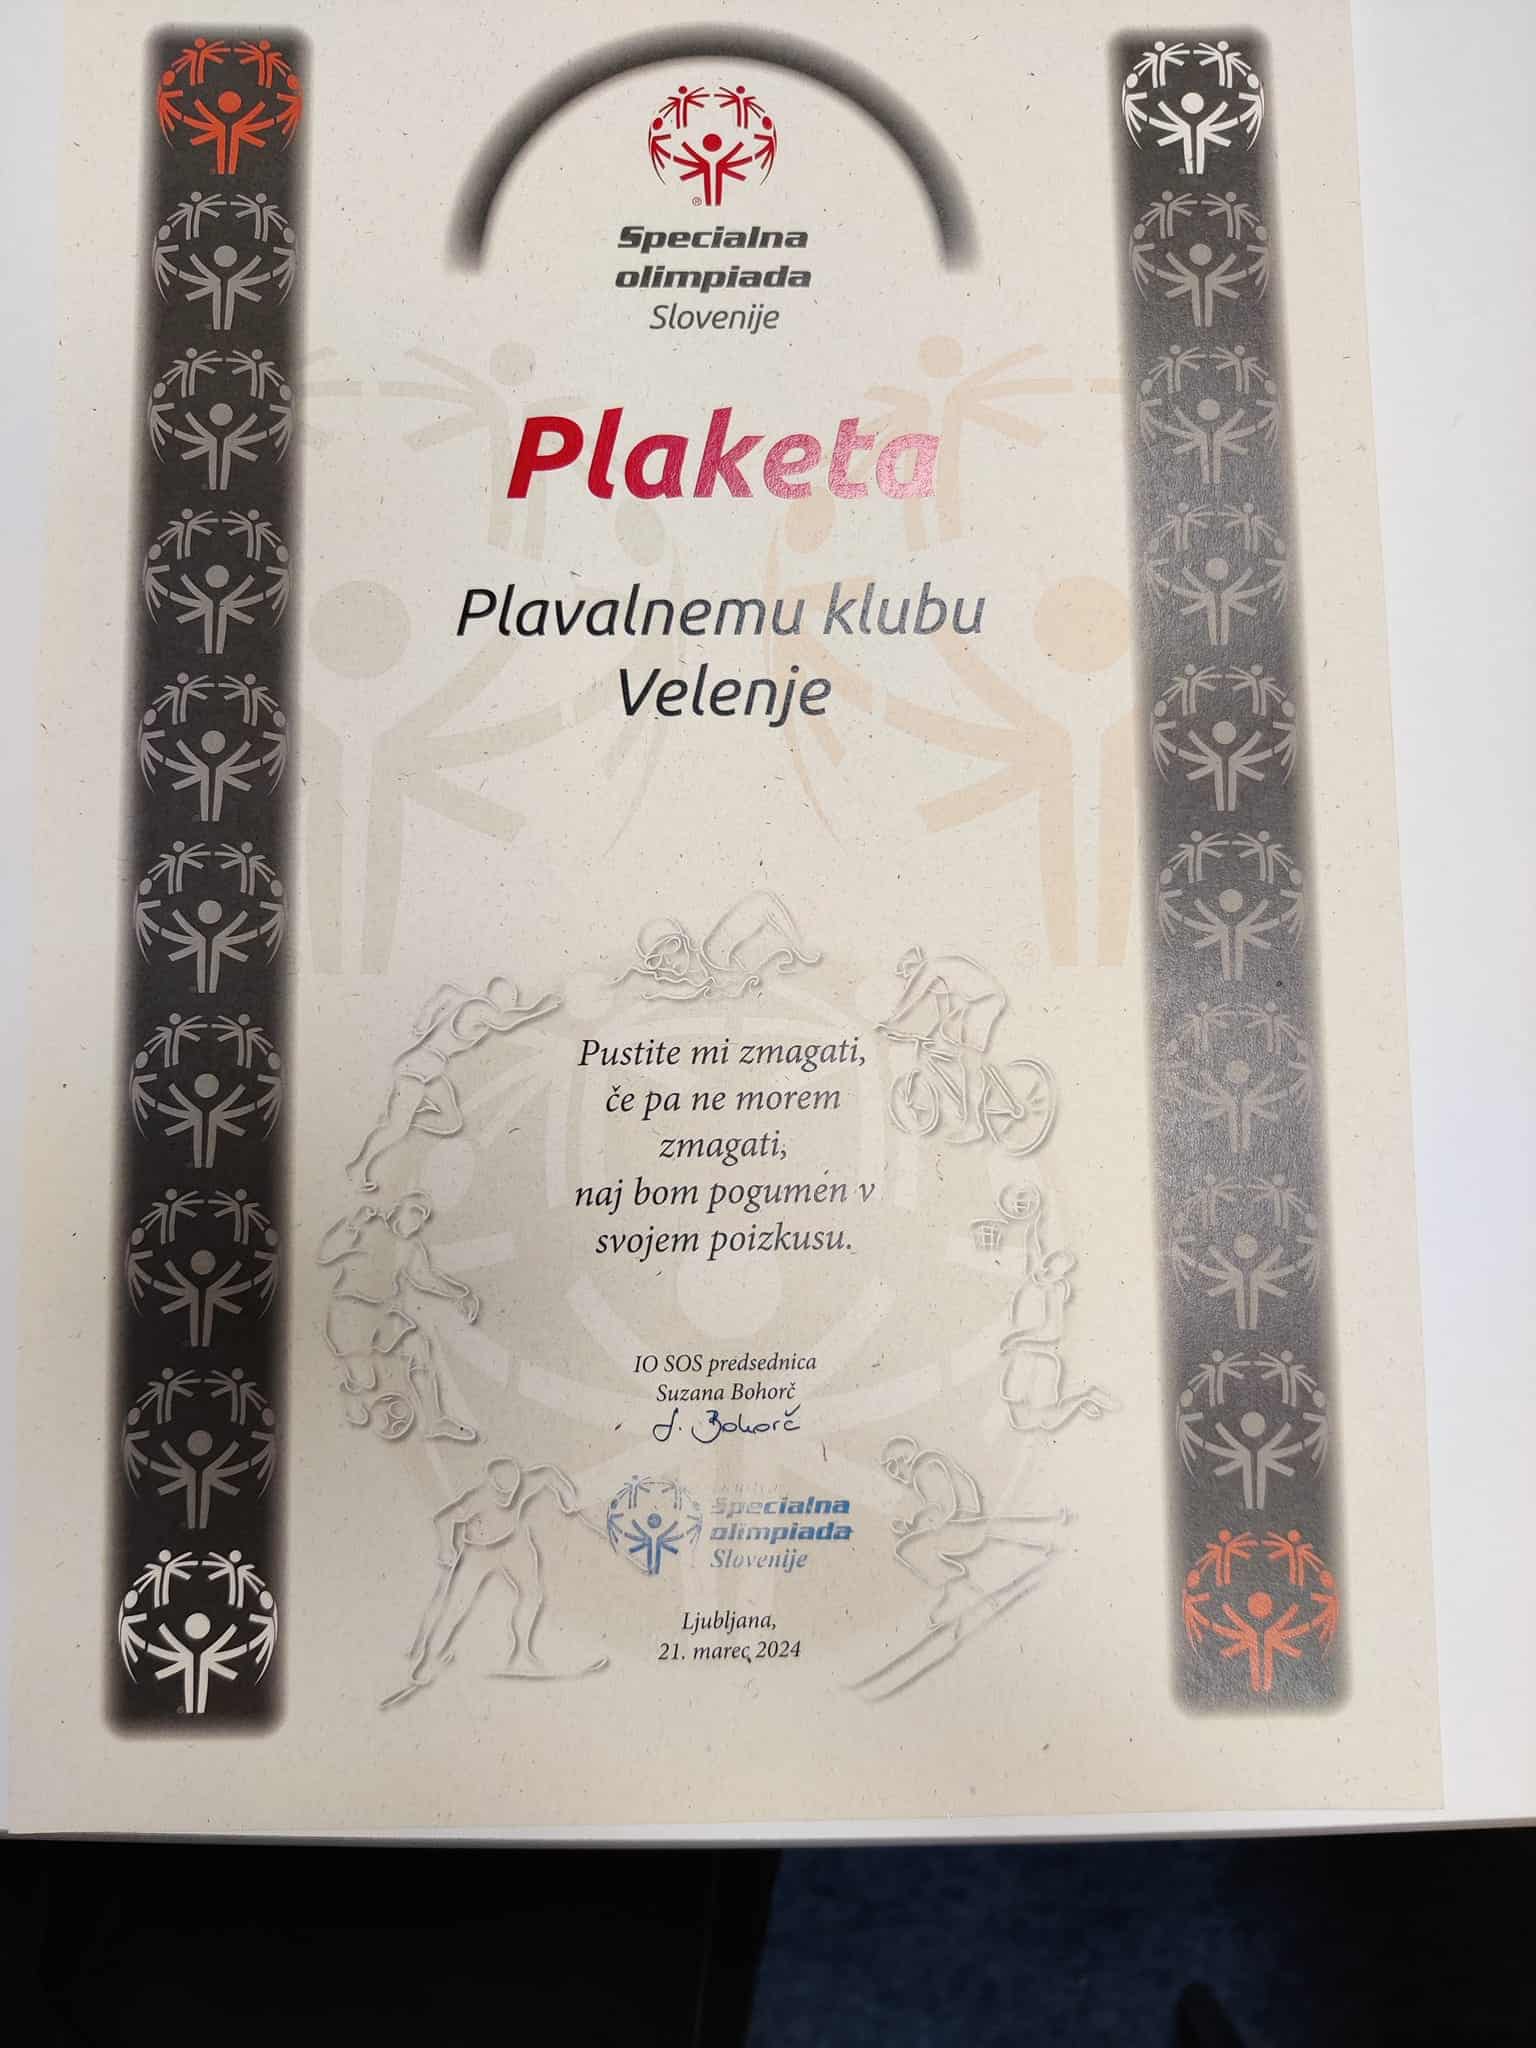 Specialna
olimpiada
Slovenije
Plaketa
Plavalnemu klubu
Velenje
Pustite mi zmagati,
če pa ne morem
zmagati,
naj bom pogumen v
svojem poizkusu.
IO SOS predsednica
Suzana Bohorč
S. Bohorč
Specialna
olimpiada
Slovenije
Ljubljana,
21. marec 2024